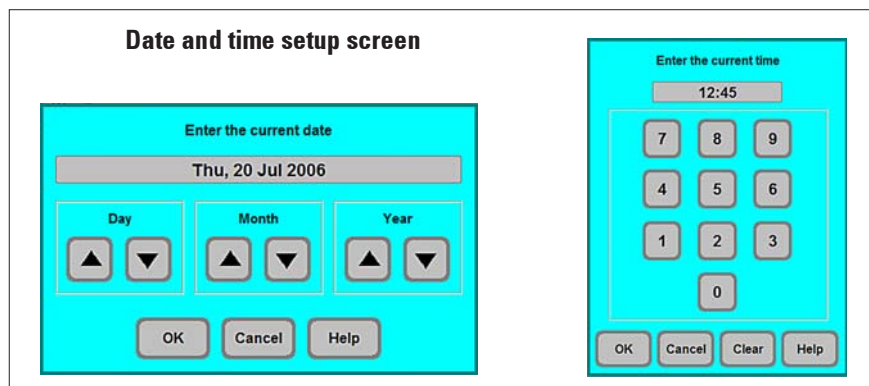 Date and time setup screen
Enter the current date
Thu, 20 Jul 2006
Day Month Year
OK Cancel Help
Enter the current time
12:45
7 8 9
4 5 6
1 2 3
0
OK Cancel Clear Help